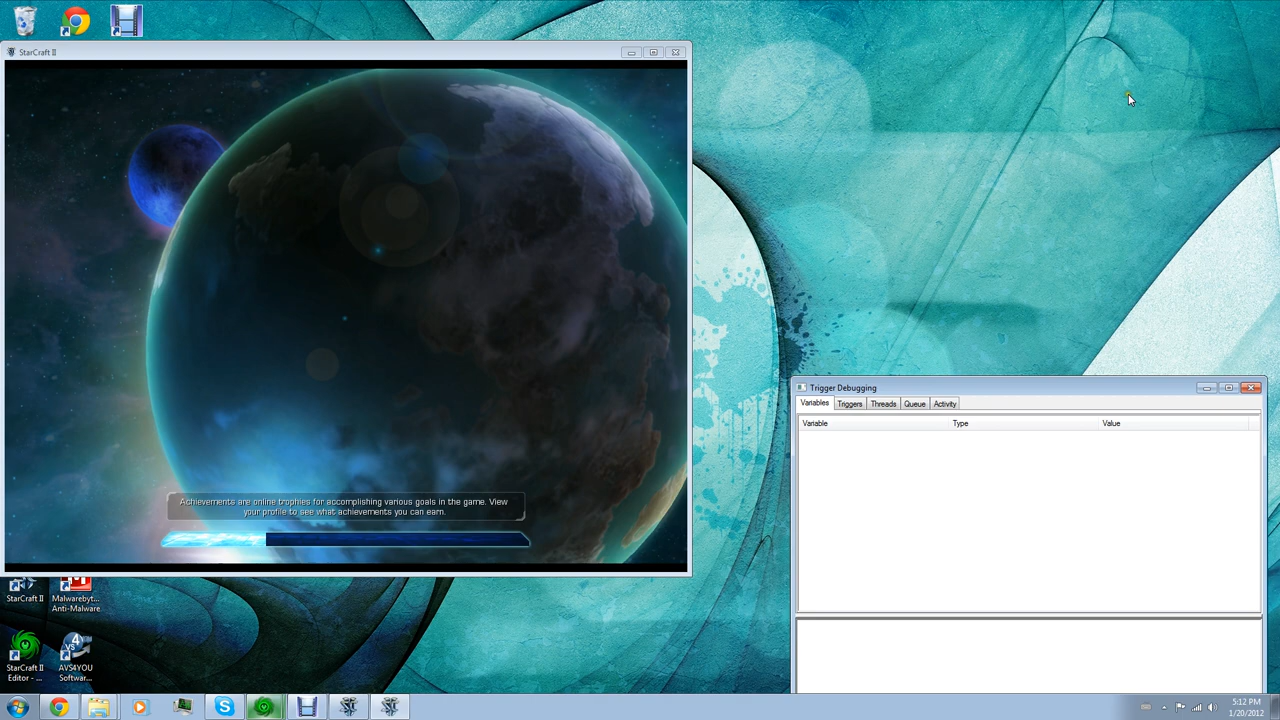 StarCraft II
Achievements are online trophies for accomplishing various goals in the game. View
your profile to see what achievements you can earn.
Trigger Debugging
Variables Triggers Threads Queue Activity
Variable Type Value
StarCraft II
Malwarebyt...
Anti-Malware
StarCraft II
Editor - ...
AVS4YOU
Softwar...
5:12 PM
1/20/2012